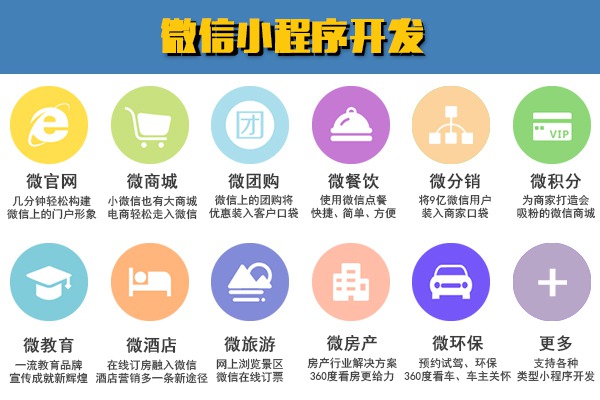 微信小程序开发
团
VIP
微官网
微商城
微团购
微餐饮
微分销
微积分
几分钟轻松构建
微信上的门户形象
小微信也有大商城
电商轻松走入微信
微信上的团购将
优惠装入客户口袋
使用微信点餐
快捷、简单、方便
将9亿微信用户
装入商家口袋
为商家打造会
吸粉的微信商城
微教育
微酒店
微旅游
微房产
微环保
更多
一流教育品牌
宣传成就新辉煌
在线订房融入微信
酒店营销多一条新途径
网上浏览景区
微信在线订票
房产行业解决方案
360度看房更给力
预约试驾、环保
360度看车、车主关怀
支持各种
类型小程序开发